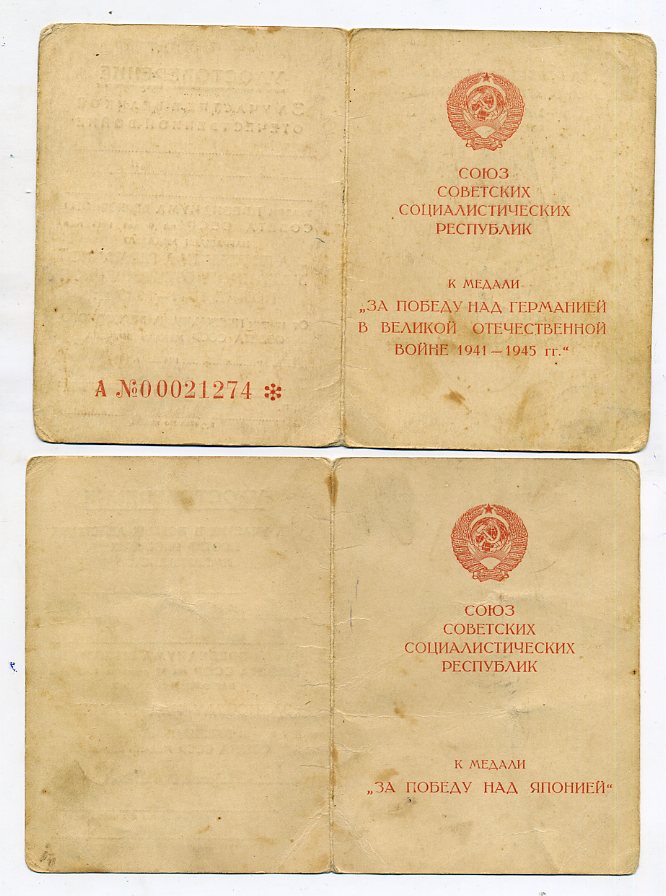 СОЮЗ
СОВЕТСКИХ
СОЦИАЛИСТИЧЕСКИХ
РЕСПУБЛИК
К МЕДАЛИ
„ЗА ПОБЕДУ НАД ГЕРМАНИЕЙ
В ВЕЛИКОЙ ОТЕЧЕСТВЕННОЙ
ВОЙНЕ 1941—1945 гг.“
А №00021274 *
СОЮЗ
СОВЕТСКИХ
СОЦИАЛИСТИЧЕСКИХ
РЕСПУБЛИК
К МЕДАЛИ
„ЗА ПОБЕДУ НАД ЯПОНИЕЙ“